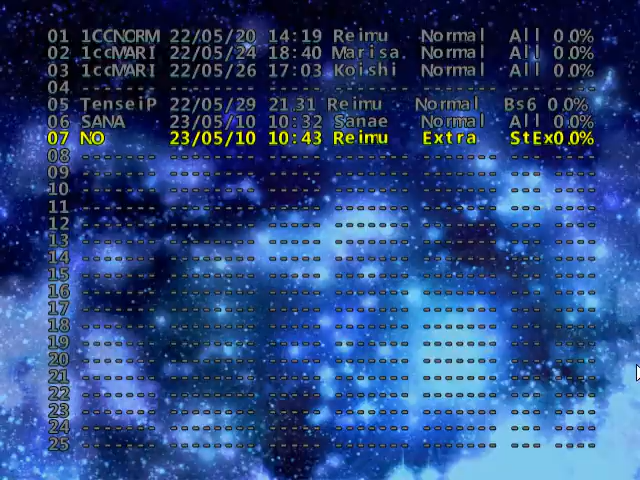 01 1CCNORM 22/05/20 14:19 Reimu Normal All 0.0%
02 1ccMARI 22/05/24 18:40 Marisa Normal All 0.0%
03 1ccMARI 22/05/26 17:03 Koishi Normal All 0.0%
04 -------- --/--/-- --:-- ------- ------- --- ---
05 TenseiP 22/05/29 21:31 Reimu Normal Bs6 0.0%
06 SANA 23/05/10 10:32 Sanae Normal All 0.0%
07 NO 23/05/10 10:43 Reimu Extra StEx0.0%
08 -------- --/--/-- --:-- ------- ------- --- ---
09 -------- --/--/-- --:-- ------- ------- --- ---
10 -------- --/--/-- --:-- ------- ------- --- ---
11 -------- --/--/-- --:-- ------- ------- --- ---
12 -------- --/--/-- --:-- ------- ------- --- ---
13 -------- --/--/-- --:-- ------- ------- --- ---
14 -------- --/--/-- --:-- ------- ------- --- ---
15 -------- --/--/-- --:-- ------- ------- --- ---
16 -------- --/--/-- --:-- ------- ------- --- ---
17 -------- --/--/-- --:-- ------- ------- --- ---
18 -------- --/--/-- --:-- ------- ------- --- ---
19 -------- --/--/-- --:-- ------- ------- --- ---
20 -------- --/--/-- --:-- ------- ------- --- ---
21 -------- --/--/-- --:-- ------- ------- --- ---
22 -------- --/--/-- --:-- ------- ------- --- ---
23 -------- --/--/-- --:-- ------- ------- --- ---
24 -------- --/--/-- --:-- ------- ------- --- ---
25 -------- --/--/-- --:-- ------- ------- --- ---